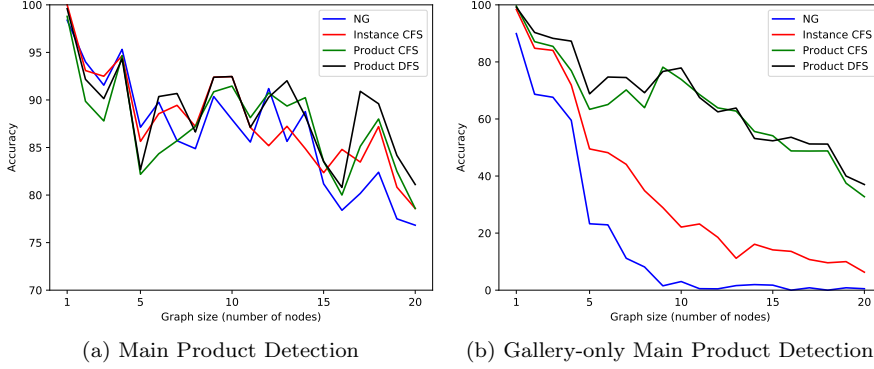 100
95
90
85
80
75
70
Accuracy
1
5
10
15
20
Graph size (number of nodes)
NG
Instance CFS
Product CFS
Product DFS
(a) Main Product Detection
100
80
60
40
20
0
Accuracy
1
5
10
15
20
Graph size (number of nodes)
NG
Instance CFS
Product CFS
Product DFS
(b) Gallery-only Main Product Detection